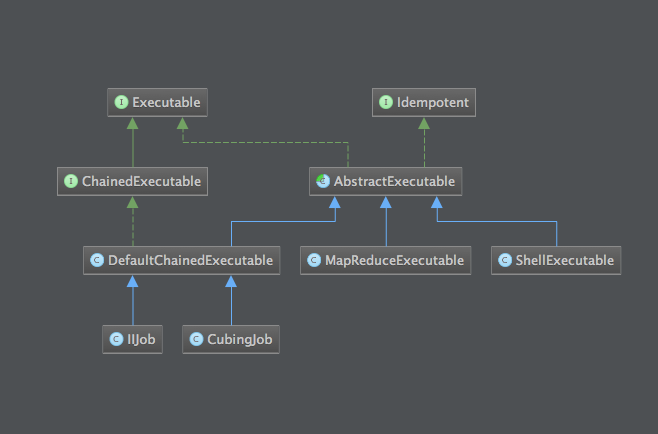 I Executable
I Idempotent
I ChainedExecutable
C AbstractExecutable
C DefaultChainedExecutable
C MapReduceExecutable
C ShellExecutable
C IIJob
C CubingJob